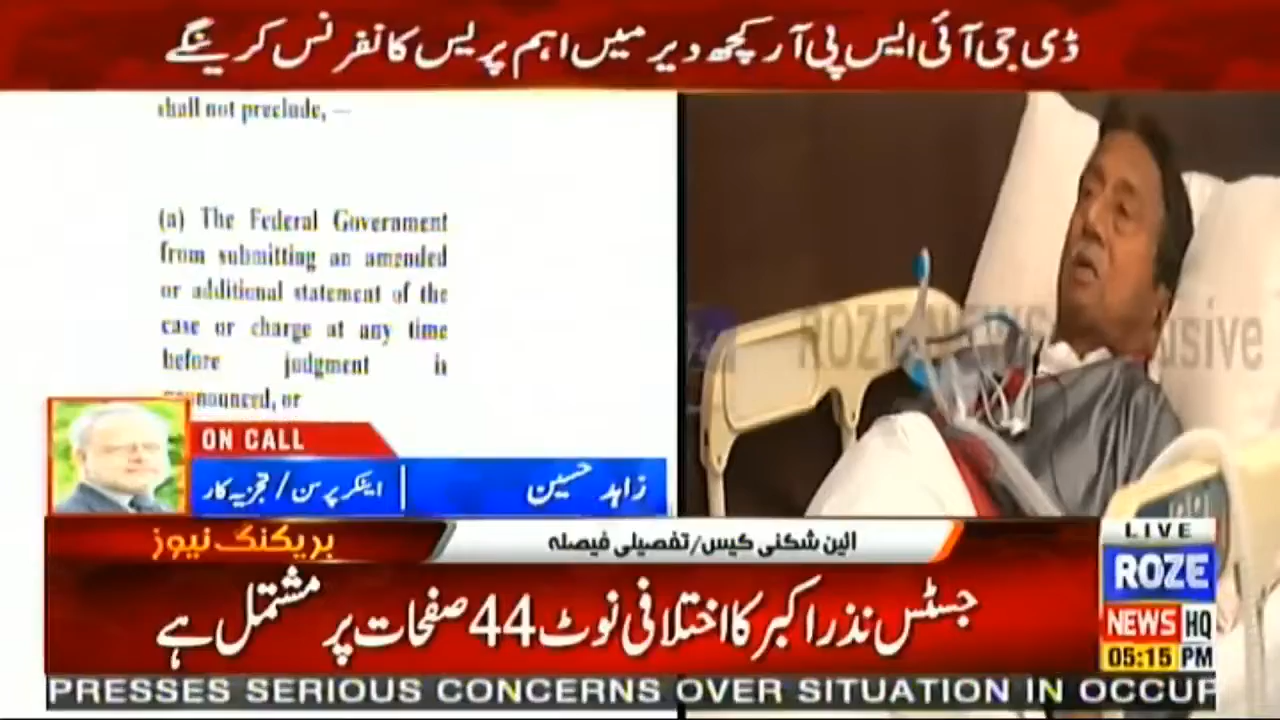 ڈی جی آئی ایس پی آر کچھ دیر میں اہم پریس کانفرنس کرینگے
shall not preclude, —
(a) The Federal Government
from submitting an amended
or additional statement of the
case or charge at any time
before judgment is
nounced, or
ROZE NEWS usive
ON CALL
زاہد حسین | اینکر پرسن/تجزیہ کار
بریکنگ نیوز
ائین شکنی کیس/تفصیلی فیصلہ
جسٹس نذر اکبر کا اختلافی نوٹ 44 صفحات پر مشتمل ہے
LIVE
ROZE
NEWS HQ
05:15 PM
PRESSES SERIOUS CONCERNS OVER SITUATION IN OCCUP